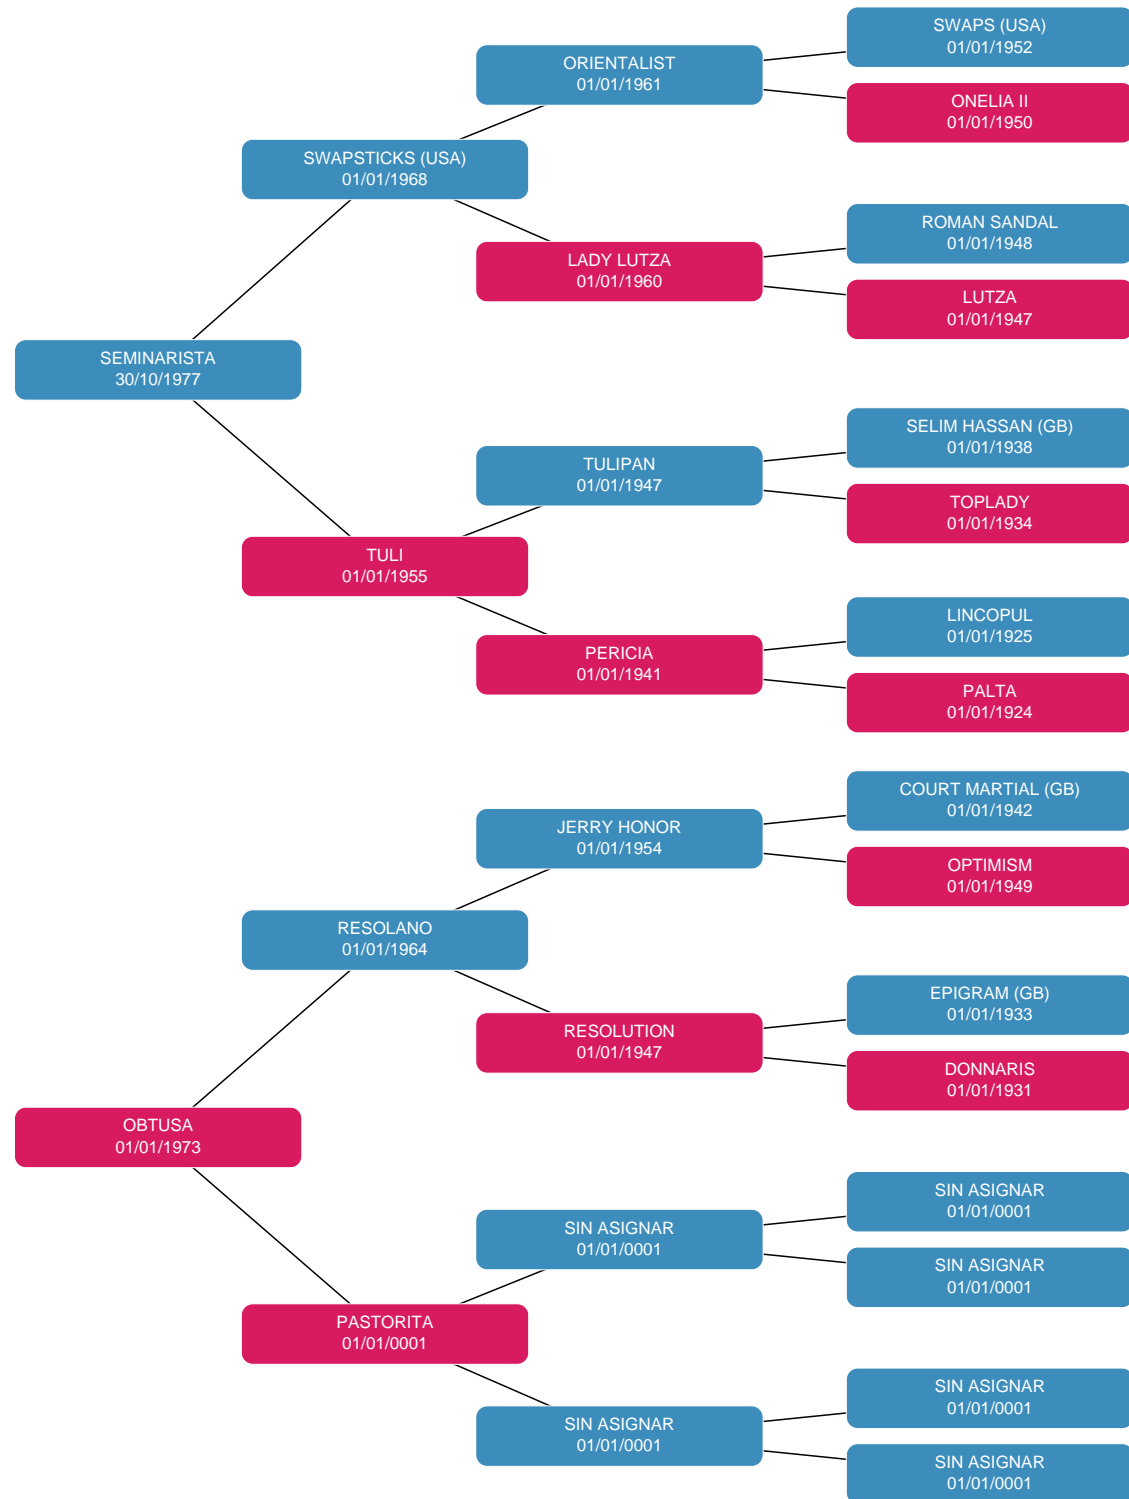 SWAPS (USA)
01/01/1952
ORIENTALIST
01/01/1961
ONELIA II
01/01/1950
SWAPSTICKS (USA)
01/01/1968
ROMAN SANDAL
01/01/1948
LADY LUTZA
01/01/1960
LUTZA
01/01/1947
SEMINARISTA
30/10/1977
SELIM HASSAN (GB)
01/01/1938
TULIPAN
01/01/1947
TOPLADY
01/01/1934
TULI
01/01/1955
LINCOPUL
01/01/1925
PERICIA
01/01/1941
PALTA
01/01/1924
COURT MARTIAL (GB)
01/01/1942
JERRY HONOR
01/01/1954
OPTIMISM
01/01/1949
RESOLANO
01/01/1964
EPIGRAM (GB)
01/01/1933
RESOLUTION
01/01/1947
DONNARIS
01/01/1931
OBTUSA
01/01/1973
SIN ASIGNAR
01/01/0001
SIN ASIGNAR
01/01/0001
SIN ASIGNAR
01/01/0001
PASTORITA
01/01/0001
SIN ASIGNAR
01/01/0001
SIN ASIGNAR
01/01/0001
SIN ASIGNAR
01/01/0001